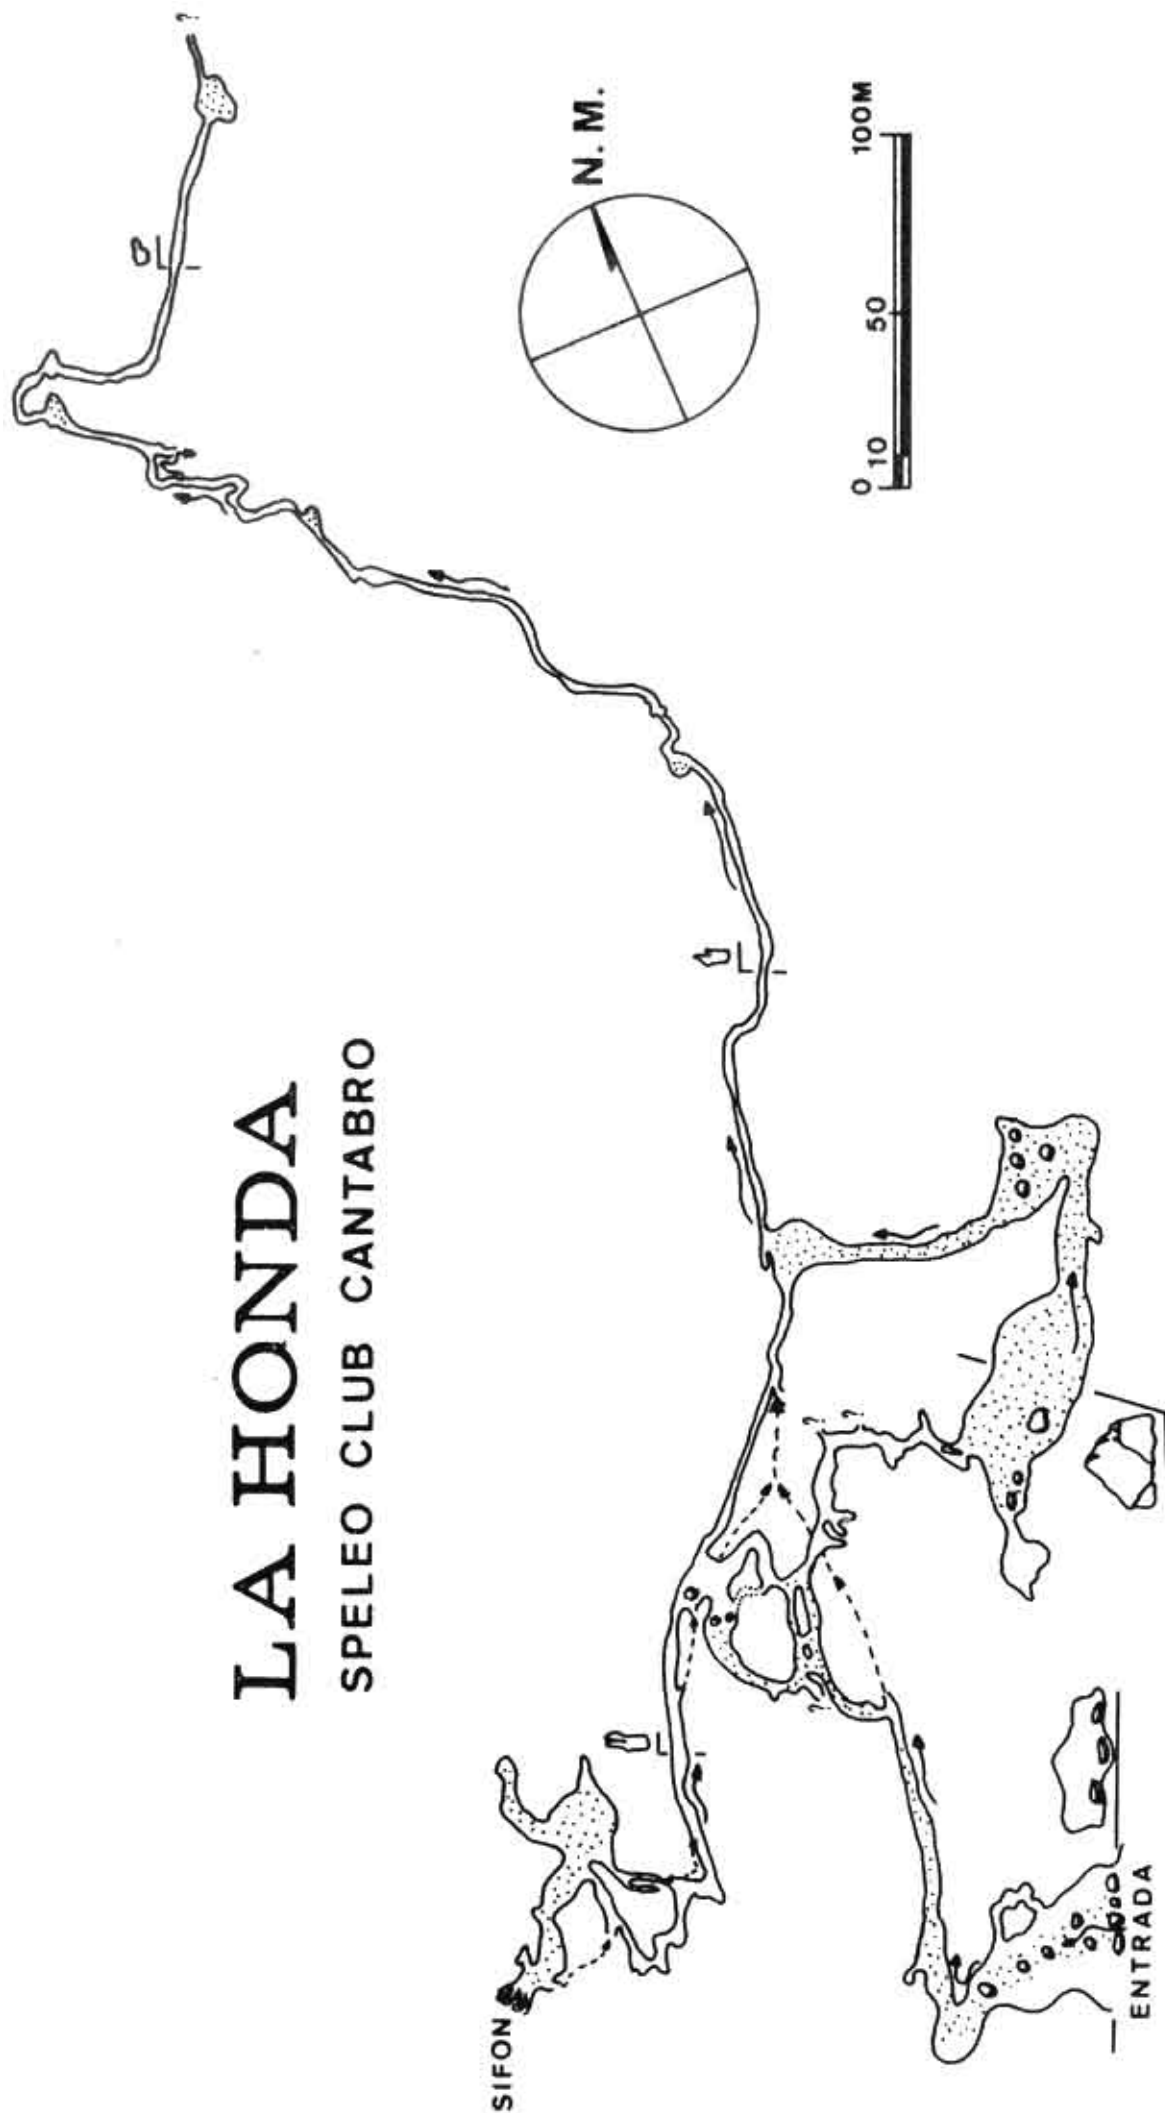 LA HONDA
SPELEO CLUB CANTABRO
SIFON
ENTRADA
N. M.
0 10 50 100M
?
?
?
?